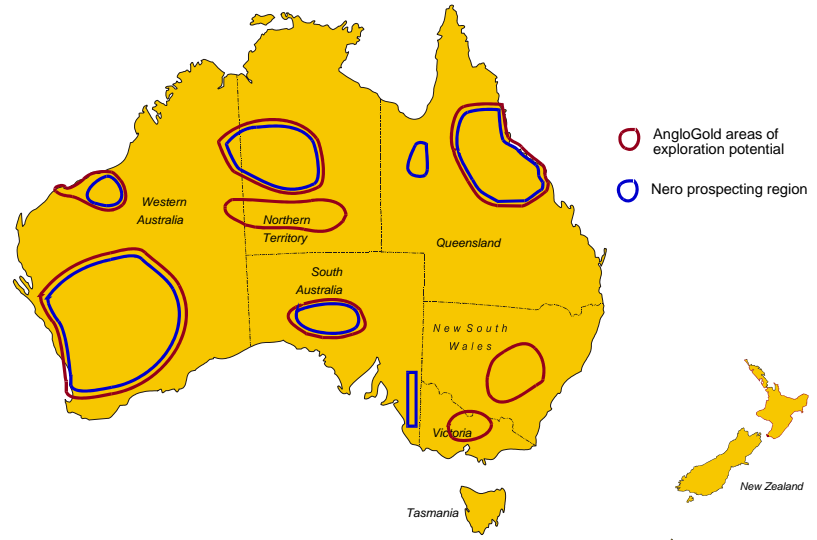 AngloGold areas of
exploration potential
Nero prospecting region
Western
Australia
Northern
Territory
Queensland
South
Australia
New South
Wales
Victoria
Tasmania
New Zealand